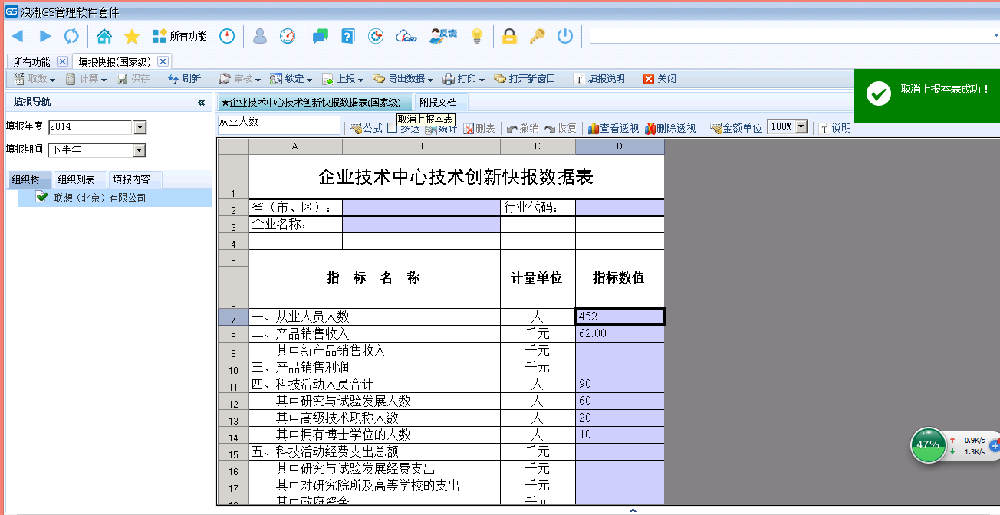 GS 浪潮GS管理软件套件
所有功能 CSD 反馈
所有功能 填报快报(国家级)
XYZ 取数 计算 保存 刷新 审核 锁定 上报 导出数据 打印 打开新窗口 T 填报说明 关闭
取消上报本表成功！
填报导航 «
填报年度 2014
填报期间 下半年
组织树 组织列表 填报内容
联想（北京）有限公司
★企业技术中心技术创新快报数据表(国家级) 附报文档
取消上报本表
从业人数 公式 多选 统计 删表 撤销 恢复 查看透视 删除透视 金额单位 100% T 说明
A B C D
1 企业技术中心技术创新快报数据表
2 省（市、区）： 行业代码：
3 企业名称：
4
5
6 指 标 名 称 计量单位 指标数值
7 一、从业人员人数 人 452
8 二、产品销售收入 千元 62.00
9 其中新产品销售收入 千元
10 三、产品销售利润 千元
11 四、科技活动人员合计 人 90
12 其中研究与试验发展人数 人 60
13 其中高级技术职称人数 人 20
14 其中拥有博士学位的人数 人 10
15 五、科技活动经费支出总额 千元
16 其中研究与试验发展经费支出 千元
17 其中对研究院所及高等学校的支出 千元
18 其中政府资金 千元
47% 0.9K/s
1.3K/s